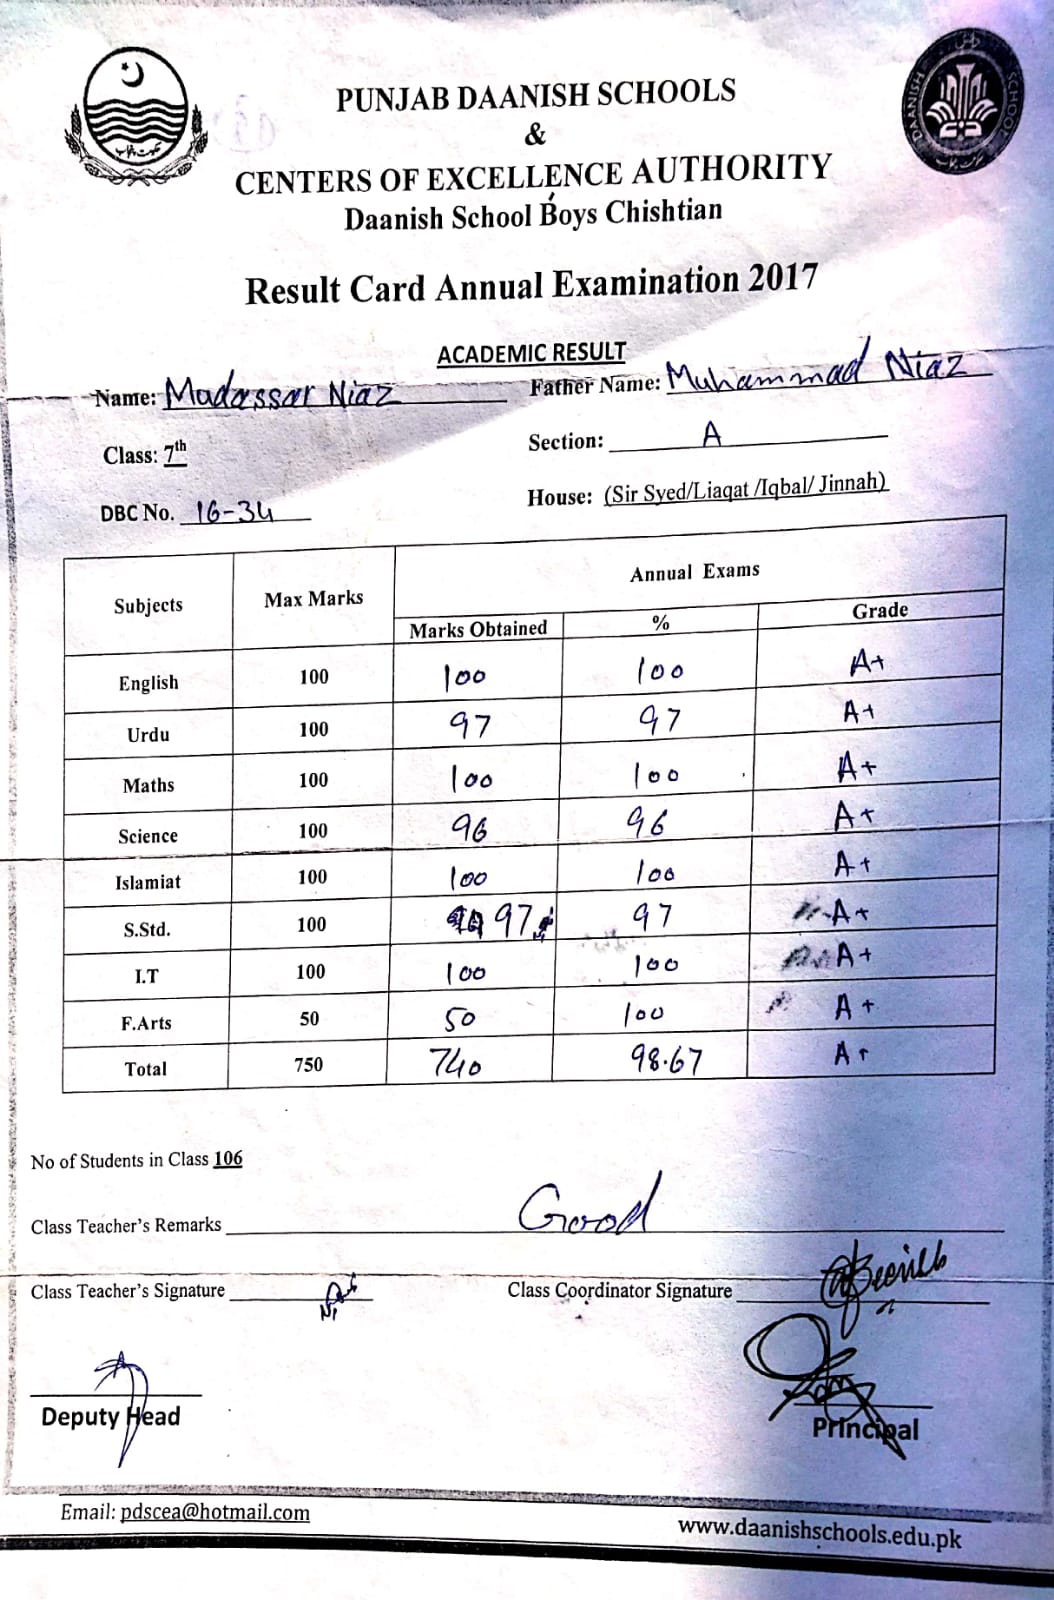 PUNJAB DAANISH SCHOOLS
&
CENTERS OF EXCELLENCE AUTHORITY
Daanish School Boys Chishtian
Result Card Annual Examination 2017
ACADEMIC RESULT
Name: Mudassar Niaz Father Name: Muhammad Niaz
Class: 7th Section: A
DBC No. 16-34 House: (Sir Syed/Liaqat /Iqbal/ Jinnah)
Subjects Max Marks Annual Exams
Marks Obtained % Grade
English 100 100 100 A+
Urdu 100 97 97 A+
Maths 100 100 100 A+
Science 100 96 96 A+
Islamiat 100 100 100 A+
S.Std. 100 97 97 A+
I.T 100 100 100 A+
F.Arts 50 50 100 A+
Total 750 740 98.67 A+
No of Students in Class 106
Class Teacher's Remarks Good
Class Teacher's Signature Class Coordinator Signature
Deputy Head Principal
Email: pdscea@hotmail.com www.daanishschools.edu.pk